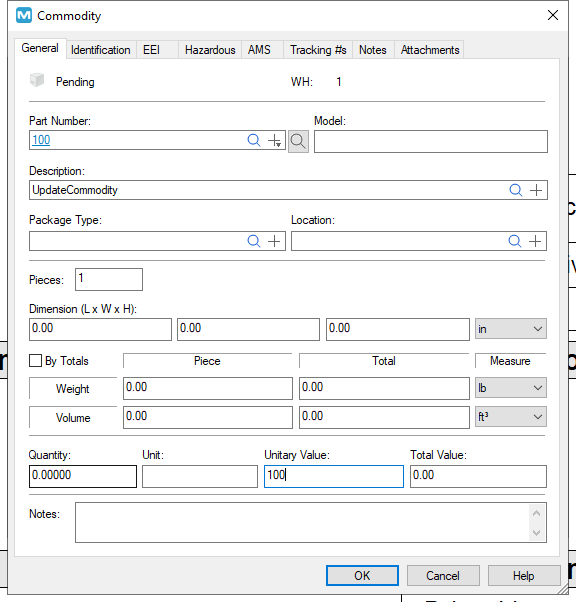 Commodity
General Identification EEI Hazardous AMS Tracking #s Notes Attachments
Pending WH: 1
Part Number: Model:
100
Description:
UpdateCommodity
Package Type: Location:
Pieces: 1
Dimension (L x W x H):
0.00 0.00 0.00 in
By Totals Piece Total Measure
Weight 0.00 0.00 lb
Volume 0.00 0.00 ft³
Quantity: Unit: Unitary Value: Total Value:
0.00000 100 0.00
Notes:
OK Cancel Help